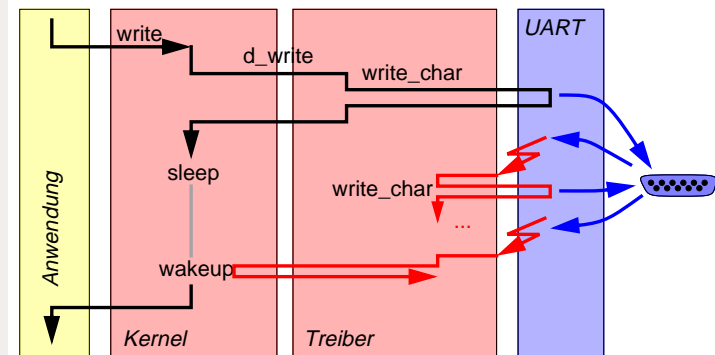 UART
write
d_write
write_char
sleep
write_char
...
wakeup
Anwendung
Kernel
Treiber